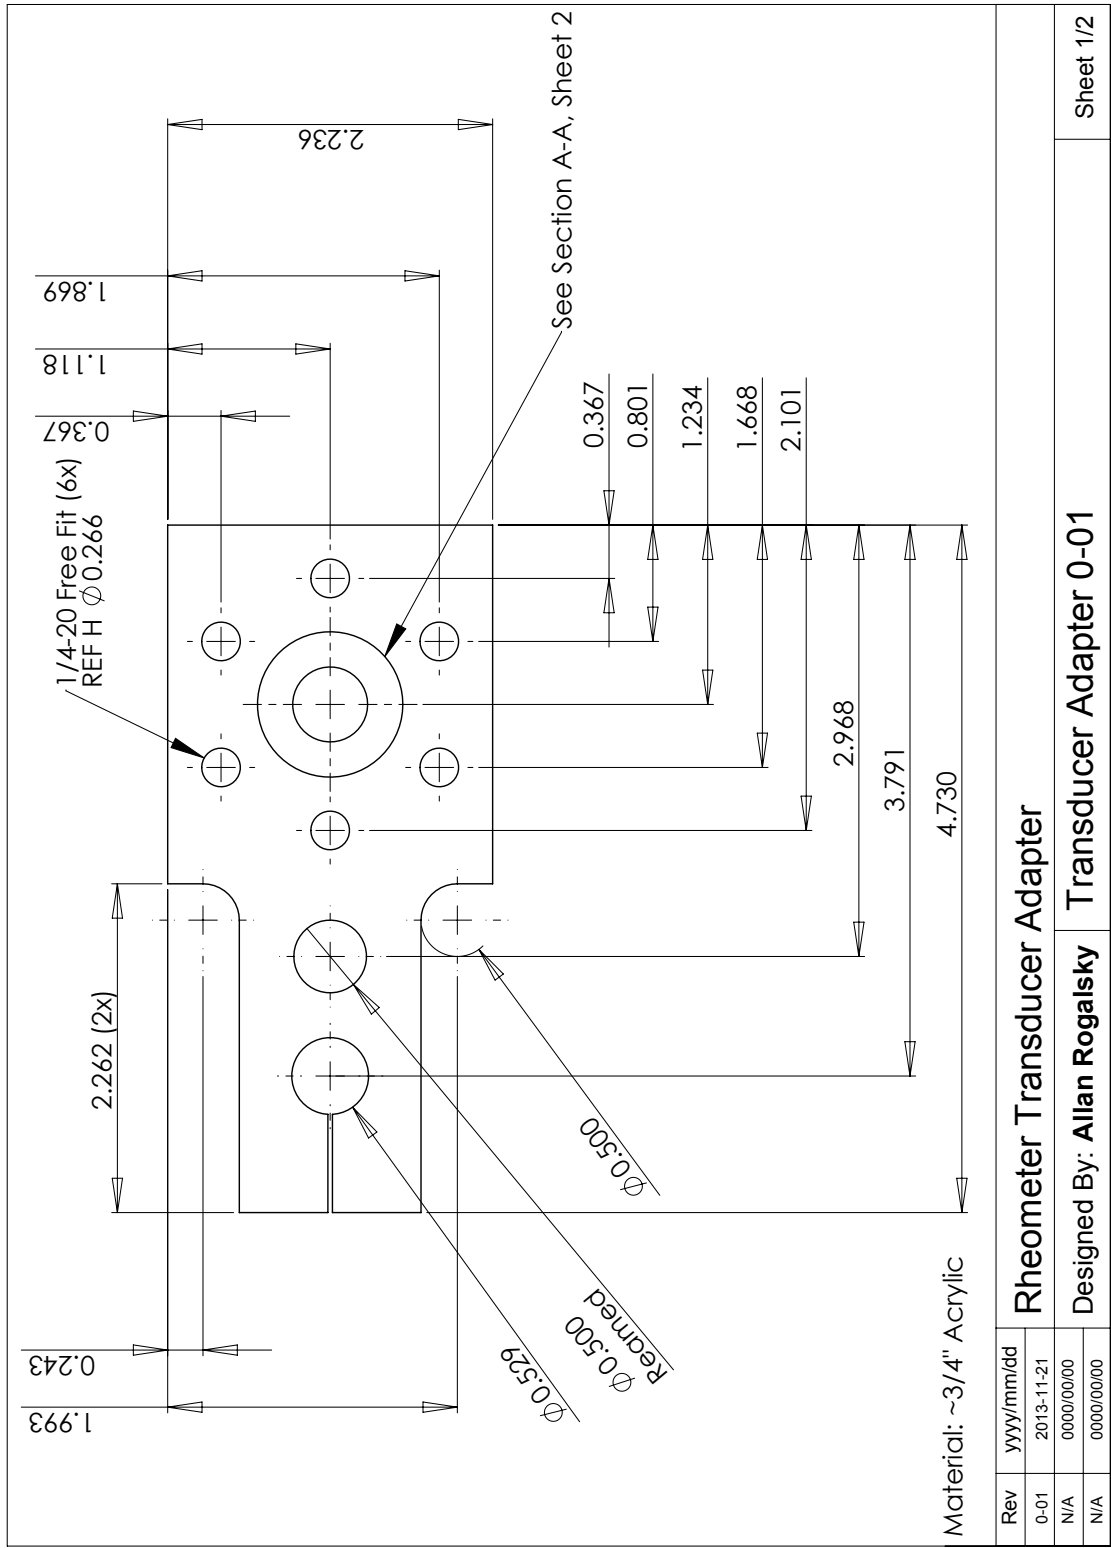 1/4-20 Free Fit (6x)
REF H ⌀0.266
0.367
1.118
1.869
2.236
See Section A-A, Sheet 2
2.262 (2x)
0.243
1.993
0.367
0.801
1.234
1.668
2.101
2.968
3.791
4.730
⌀0.500
⌀0.500
Reamed
⌀0.529
Material: ~3/4" Acrylic
Rev yyyy/mm/dd
0-01 2013-11-21
N/A 0000/00/00
N/A 0000/00/00
Rheometer Transducer Adapter
Designed By: Allan Rogalsky
Transducer Adapter 0-01
Sheet 1/2